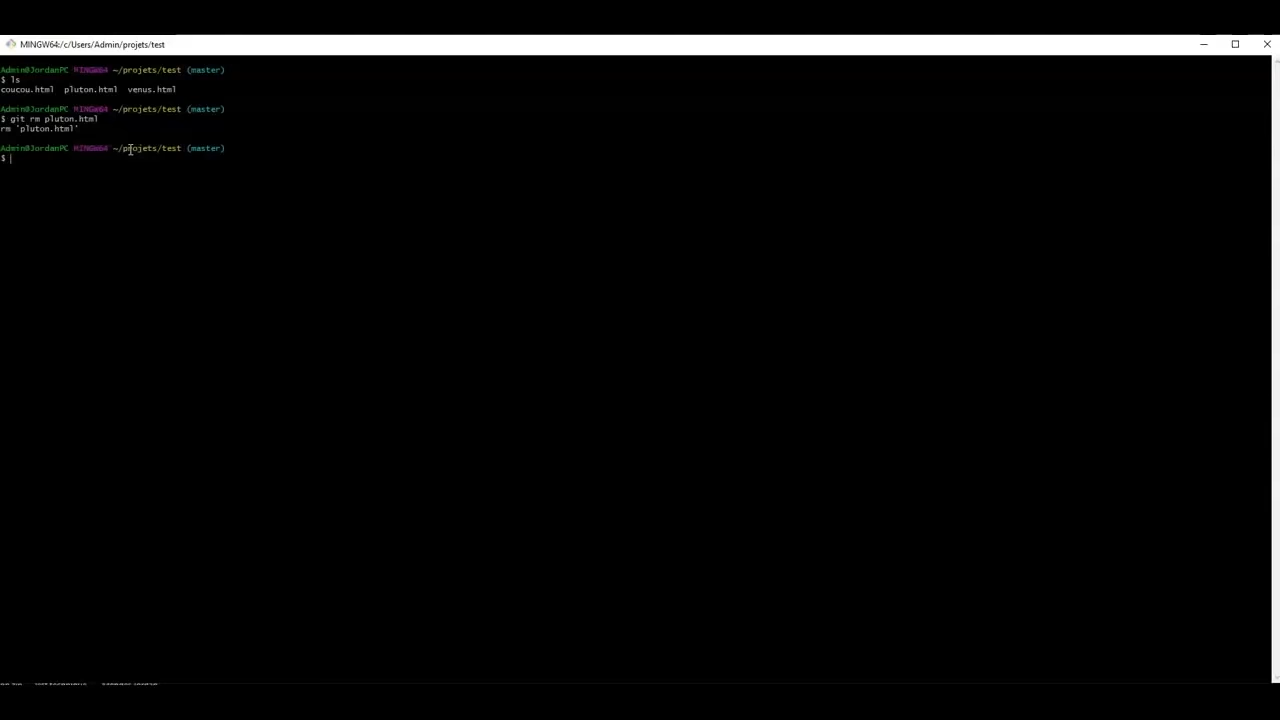 MINGW64:/c/Users/Admin/projets/test
Admin@JordanPC MINGW64 ~/projets/test (master)
$ ls
coucou.html pluton.html venus.html
Admin@JordanPC MINGW64 ~/projets/test (master)
$ git rm pluton.html
rm 'pluton.html'
Admin@JordanPC MINGW64 ~/projets/test (master)
$